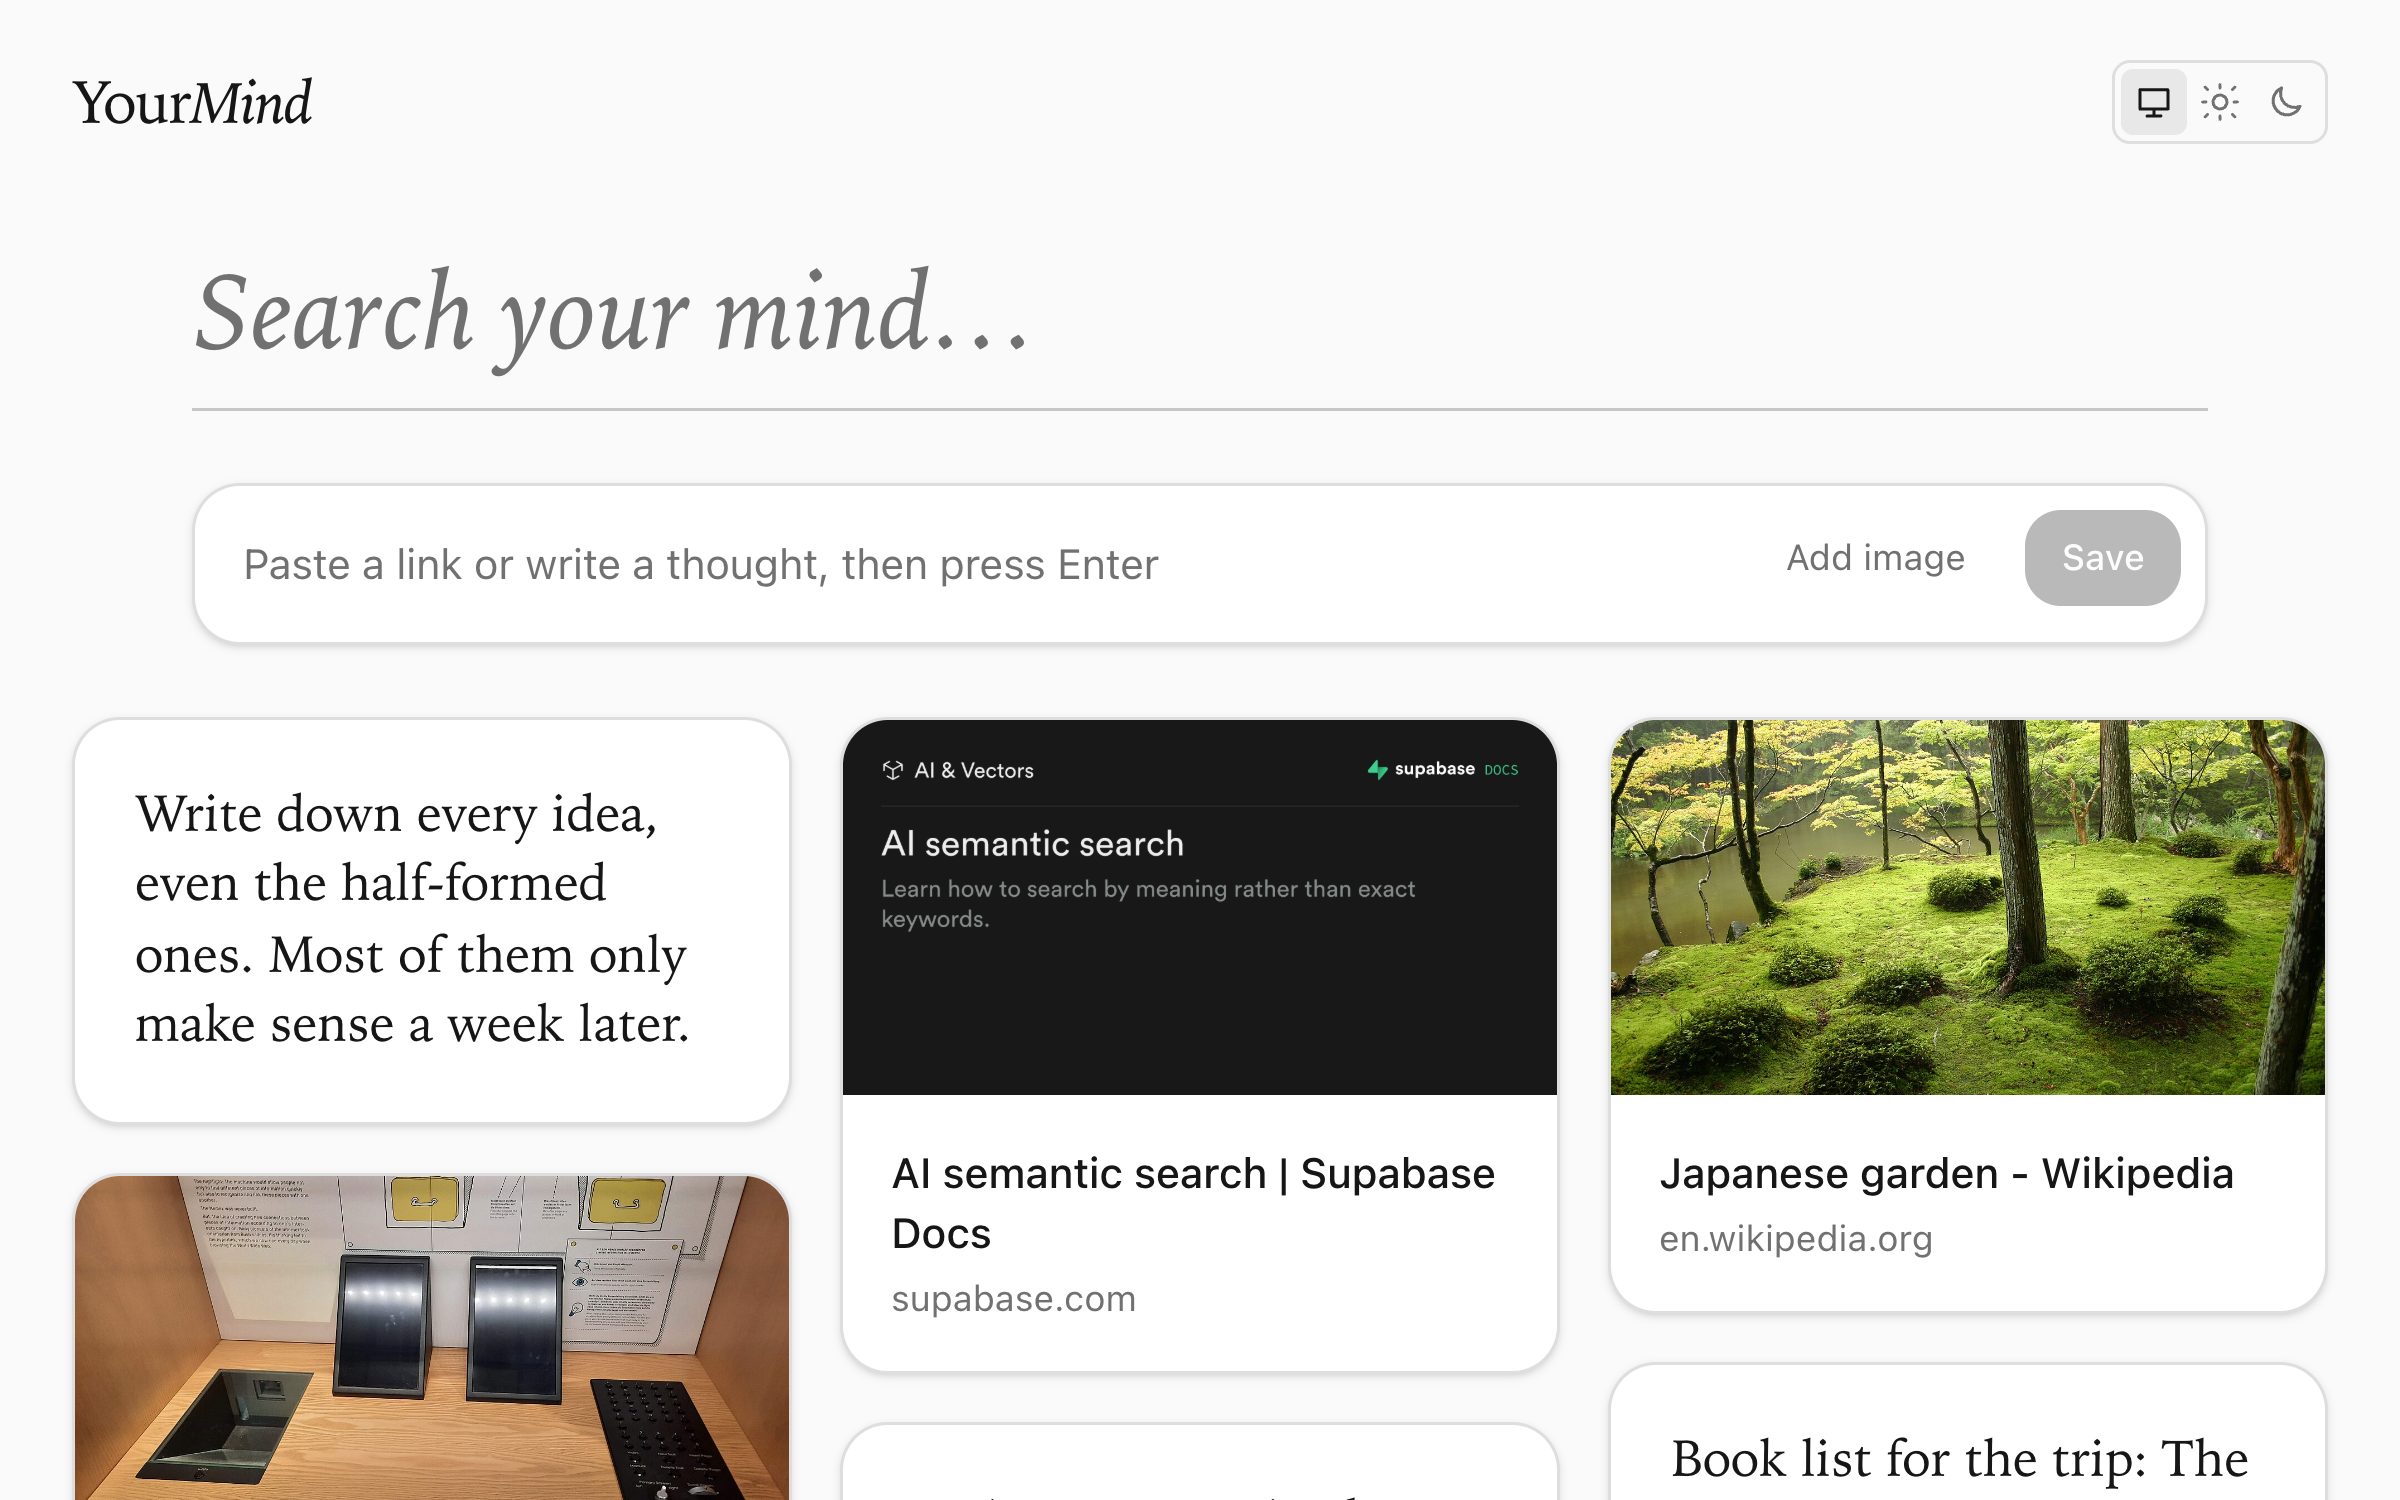 YourMind
Search your mind...
Paste a link or write a thought, then press Enter
Add image
Save
Write down every idea,
even the half-formed
ones. Most of them only
make sense a week later.
AI & Vectors
supabase DOCS
AI semantic search
Learn how to search by meaning rather than exact
keywords.
AI semantic search | Supabase
Docs
supabase.com
Japanese garden - Wikipedia
en.wikipedia.org
Book list for the trip: The